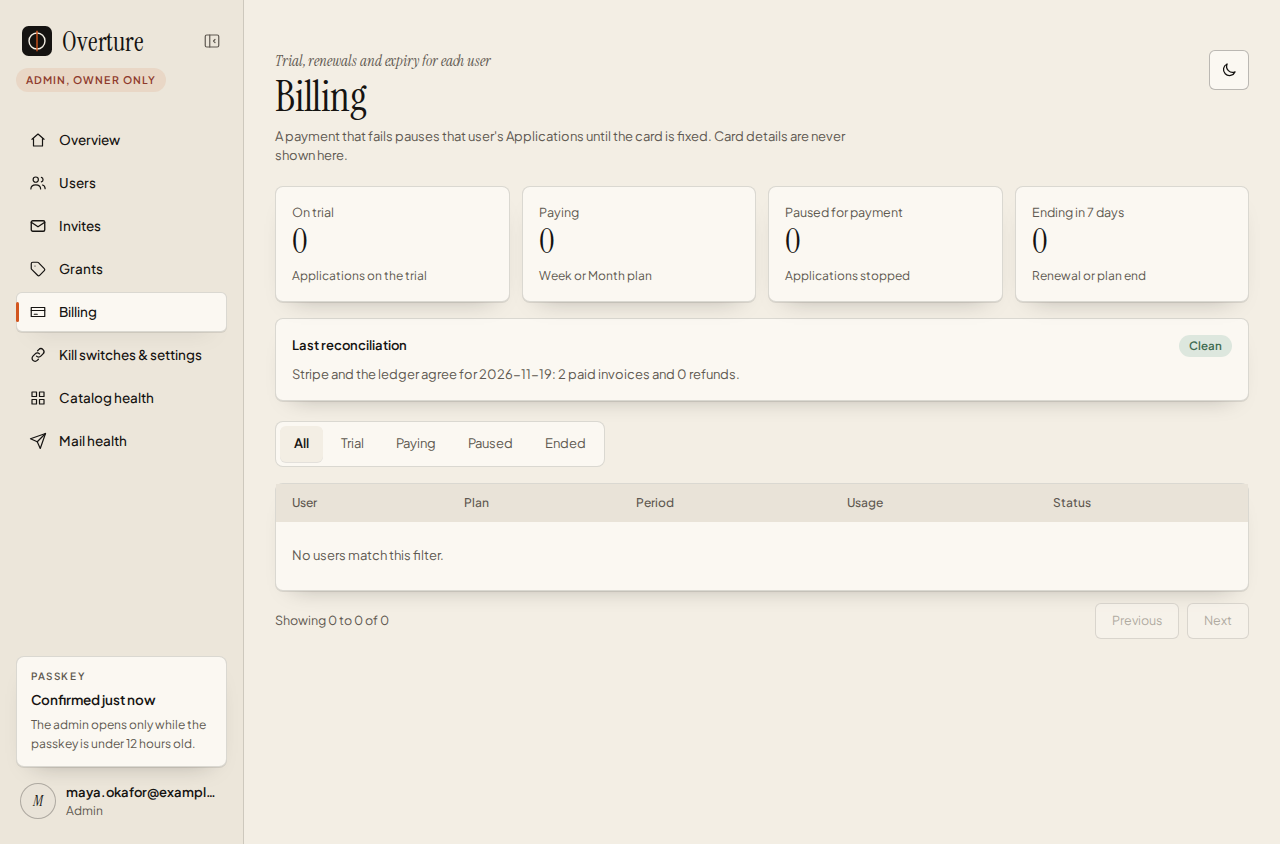 Overture
ADMIN, OWNER ONLY
Overview
Users
Invites
Grants
Billing
Kill switches & settings
Catalog health
Mail health
PASSKEY
Confirmed just now
The admin opens only while the
passkey is under 12 hours old.
M
maya.okafor@exampl…
Admin
Trial, renewals and expiry for each user
Billing
A payment that fails pauses that user's Applications until the card is fixed. Card details are never
shown here.
On trial
0
Applications on the trial
Paying
0
Week or Month plan
Paused for payment
0
Applications stopped
Ending in 7 days
0
Renewal or plan end
Last reconciliation
Clean
Stripe and the ledger agree for 2026-11-19: 2 paid invoices and 0 refunds.
All Trial Paying Paused Ended
User Plan Period Usage Status
No users match this filter.
Showing 0 to 0 of 0
Previous Next